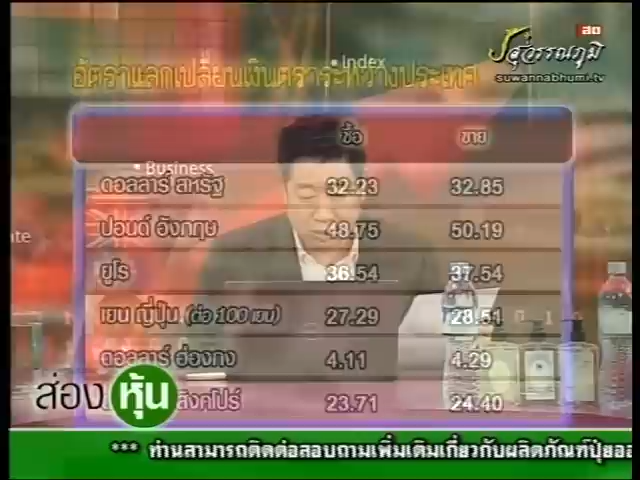 สด
สุวรรณภูมิ
suwannabhumi.tv
Index
อัตราแลกเปลี่ยนเงินตราระหว่างประเทศ
ซื้อ ขาย
Business
ดอลลาร์ สหรัฐ 32.23 32.85
ปอนด์ อังกฤษ 48.75 50.19
ยูโร 36.54 37.54
เยน ญี่ปุ่น (ต่อ 100 เยน) 27.29 28.51
ดอลลาร์ ฮ่องกง 4.11 4.29
สิงคโปร์ 23.71 24.40
ส่อง หุ้น
*** ท่านสามารถติดต่อสอบถามเพิ่มเติมเกี่ยวกับผลิตภัณฑ์ปุ๋ยออ